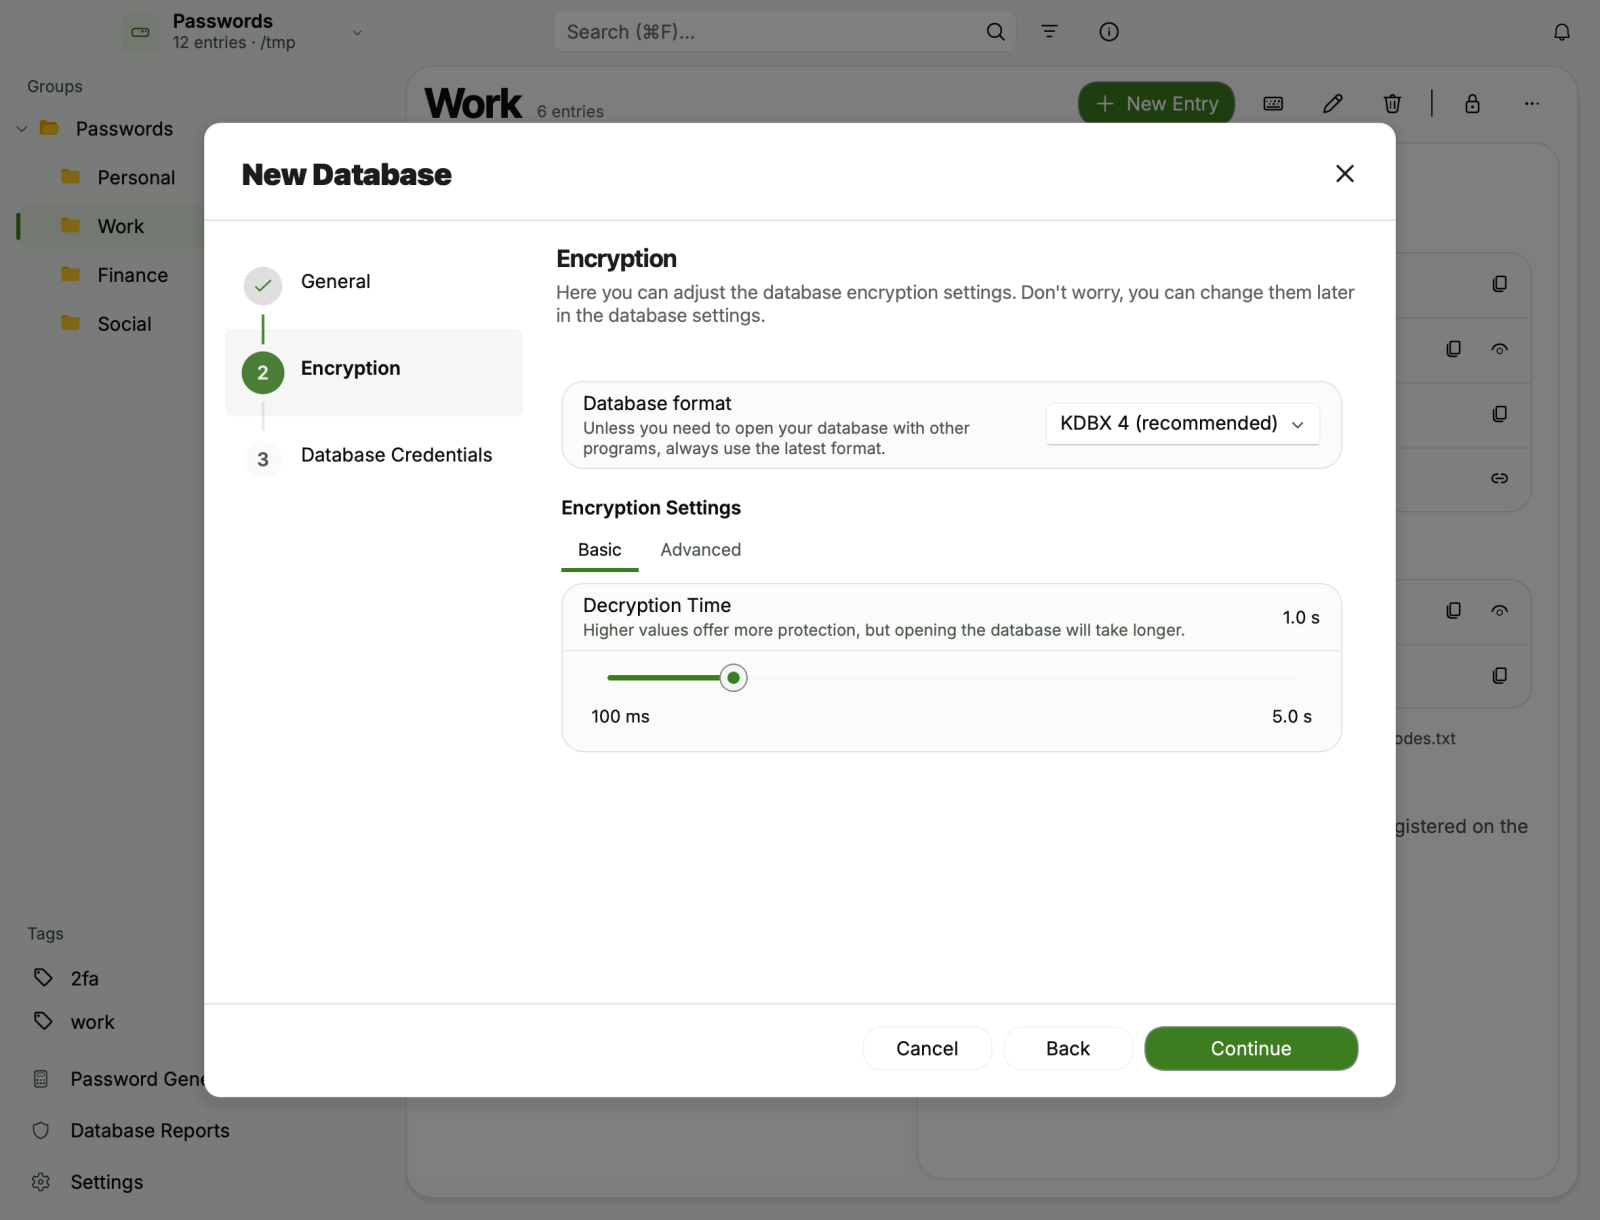 Passwords
12 entries · /tmp
Search (⌘F)...
Groups
Passwords
Personal
Work
Finance
Social
Work
6 entries
New Entry
New Database
General
2
Encryption
3
Database Credentials
Encryption
Here you can adjust the database encryption settings. Don't worry, you can change them later
in the database settings.
Database format
Unless you need to open your database with other
programs, always use the latest format.
KDBX 4 (recommended)
Encryption Settings
Basic
Advanced
Decryption Time
Higher values offer more protection, but opening the database will take longer.
1.0 s
100 ms
5.0 s
odes.txt
gistered on the
Tags
2fa
work
Password Gene
Database Reports
Settings
Cancel
Back
Continue